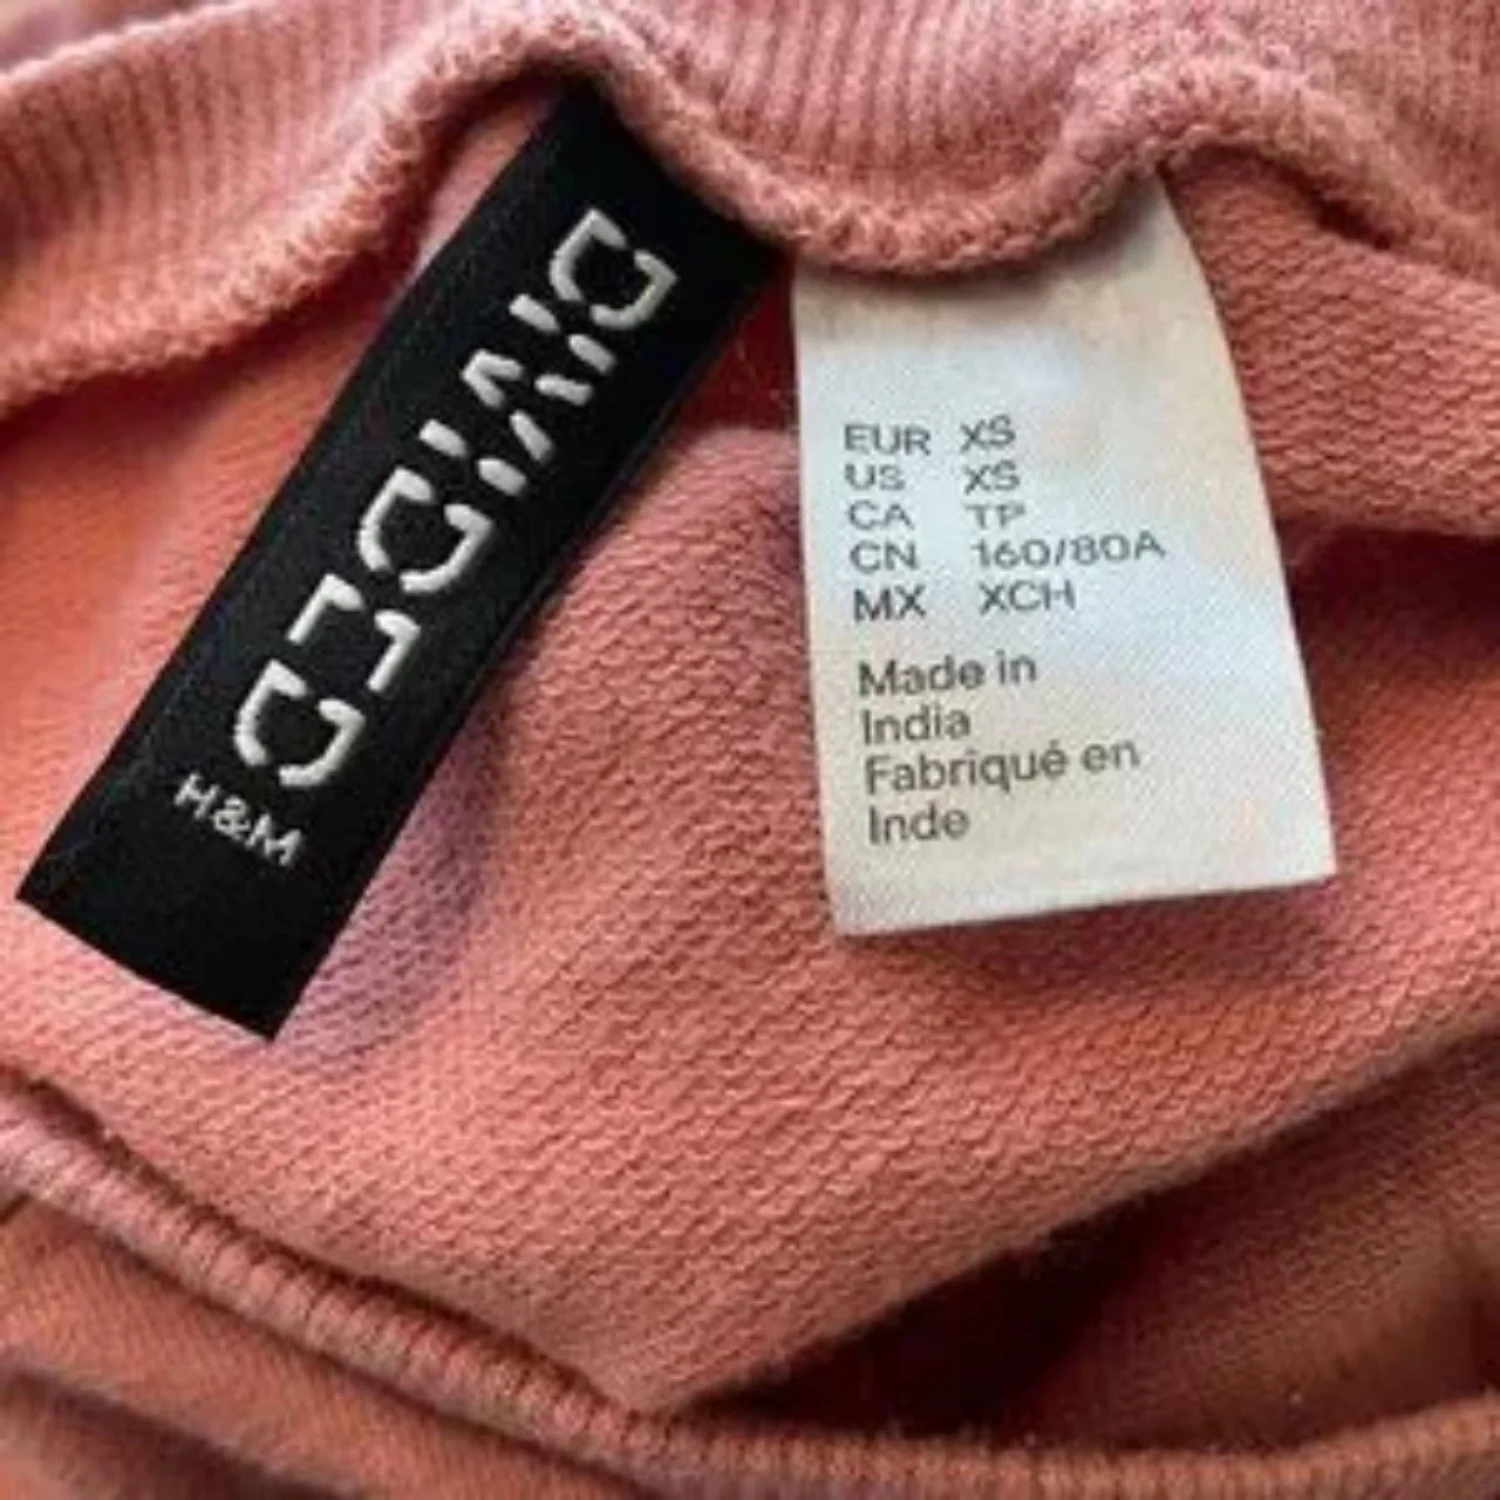 DIVIDED
H&M
EUR XS
US XS
CA TP
CN 160/80A
MX XCH
Made in
India
Fabriqué en
Inde